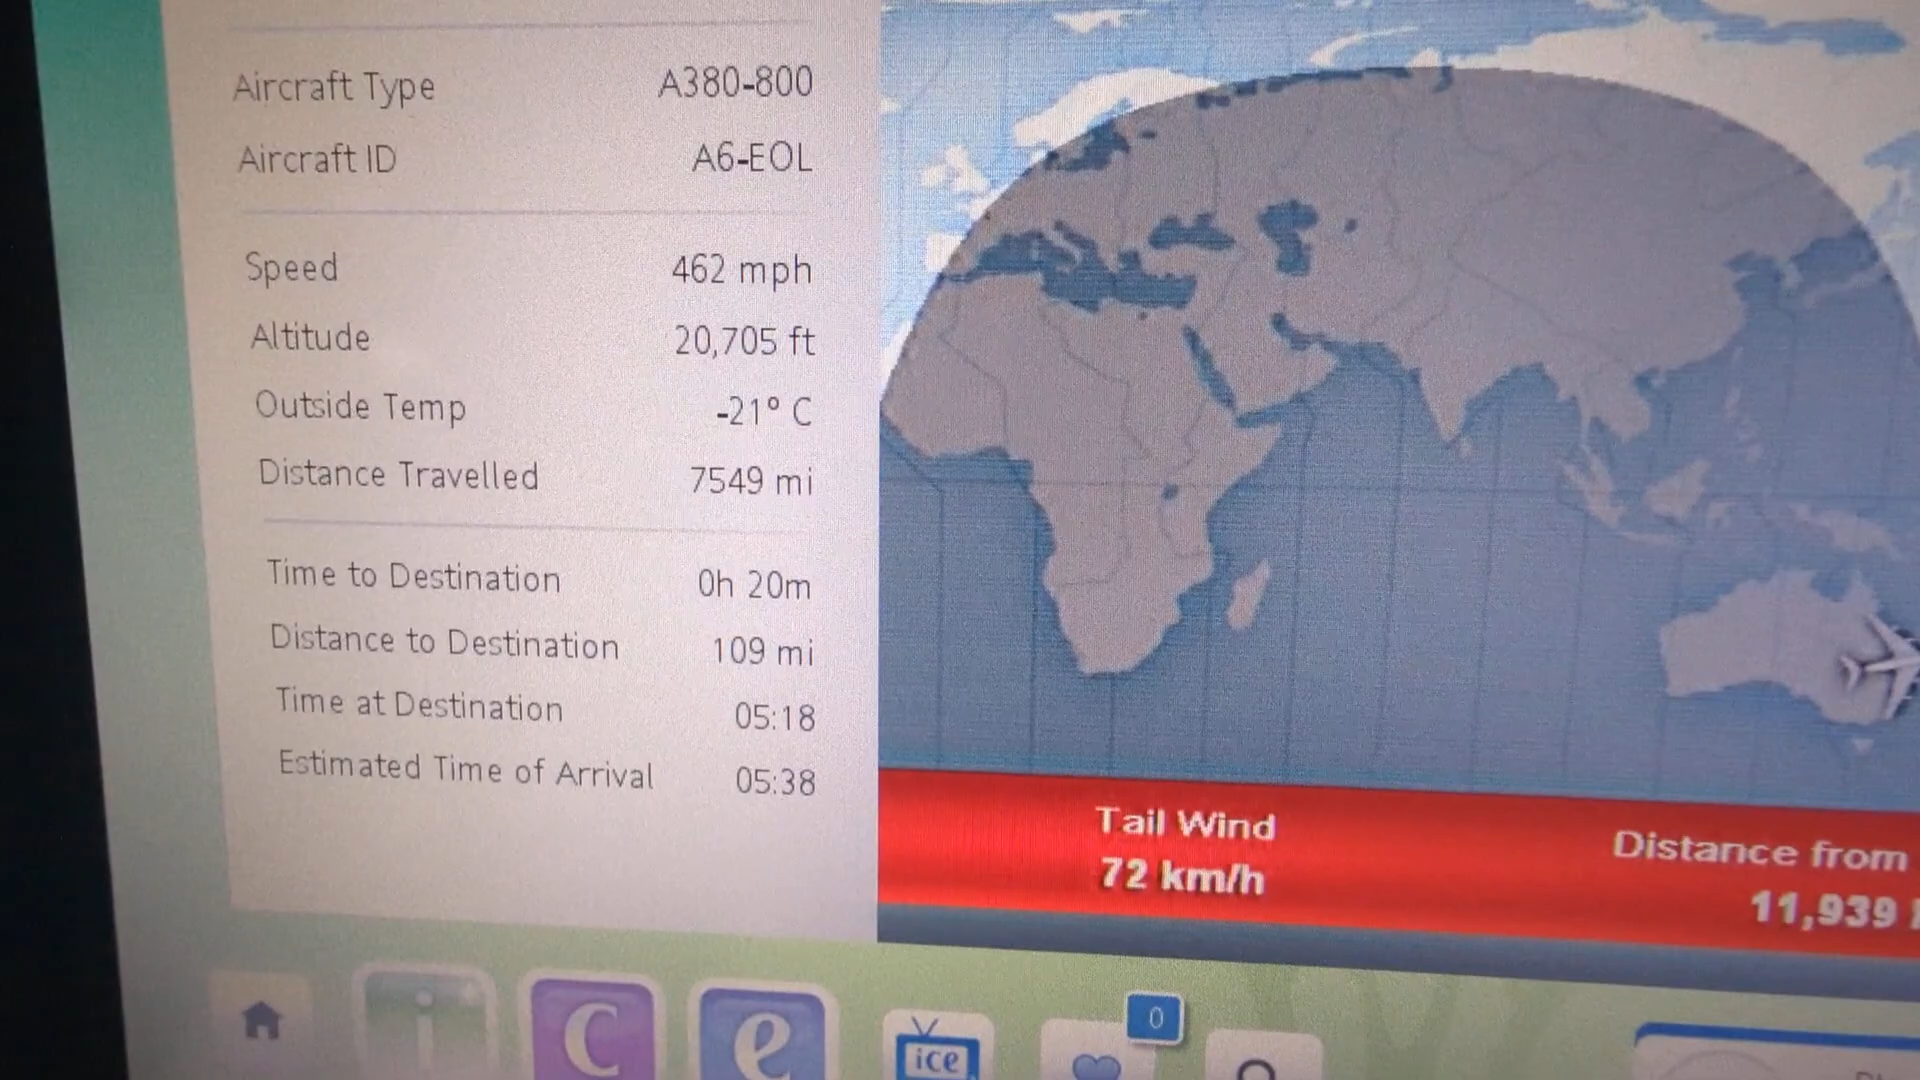 Aircraft Type A380-800
Aircraft ID A6-EOL
Speed 462 mph
Altitude 20,705 ft
Outside Temp -21° C
Distance Travelled 7549 mi
Time to Destination 0h 20m
Distance to Destination 109 mi
Time at Destination 05:18
Estimated Time of Arrival 05:38
Tail Wind
72 km/h
Distance from
11,939
i
c
e
ice
0